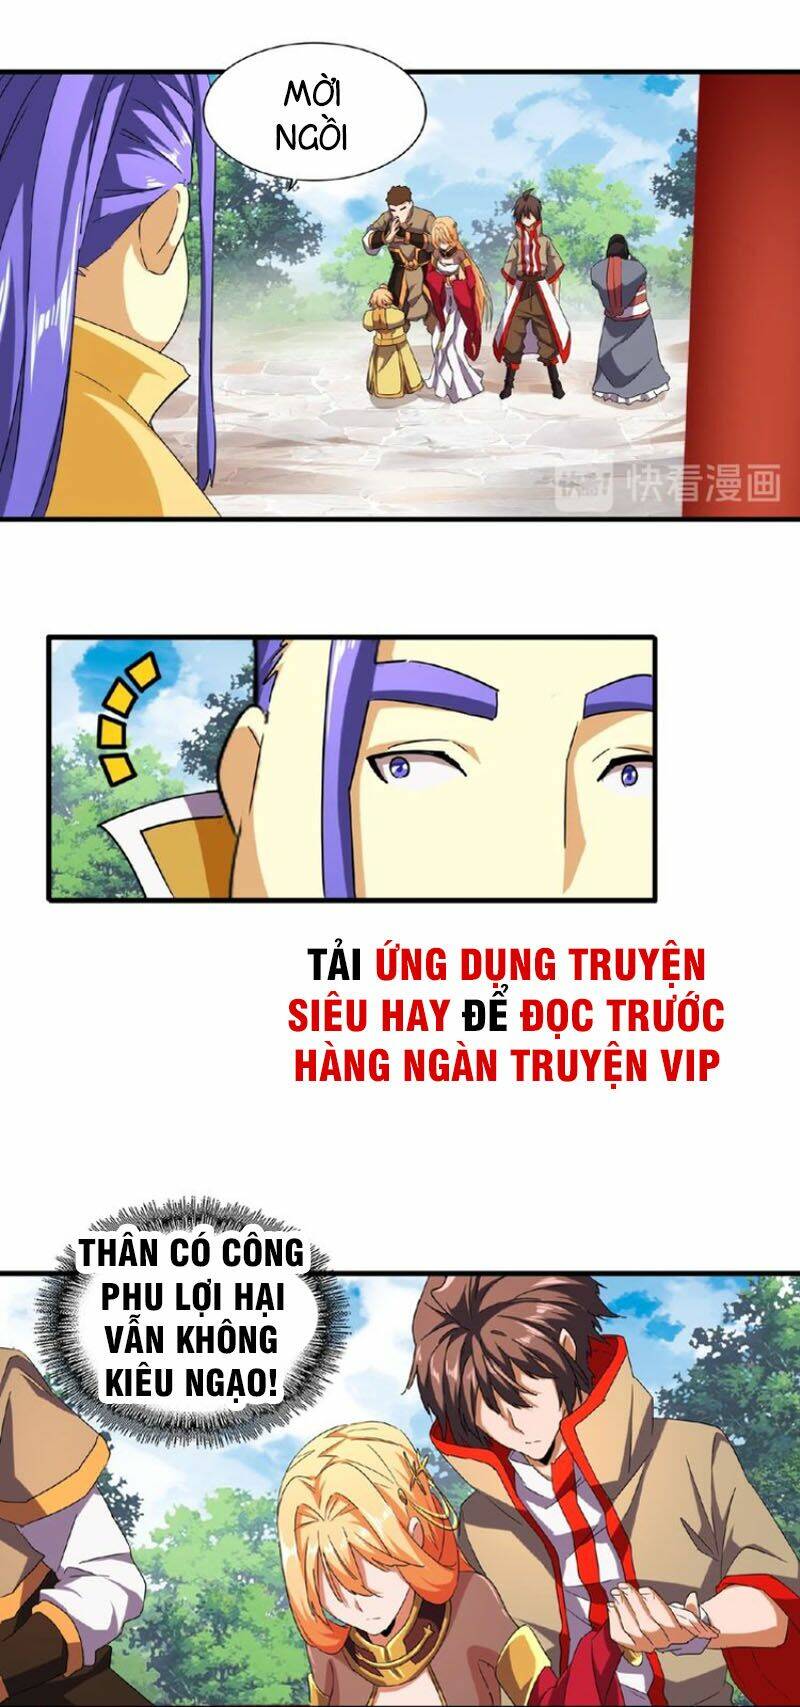 MỜI
NGỒI
快看漫画
TẢI ỨNG DỤNG TRUYỆN
SIÊU HAY ĐỂ ĐỌC TRƯỚC
HÀNG NGÀN TRUYỆN VIP
THÂN CÓ CÔNG
PHU LỢI HẠI
VẪN KHÔNG
KIÊU NGẠO!